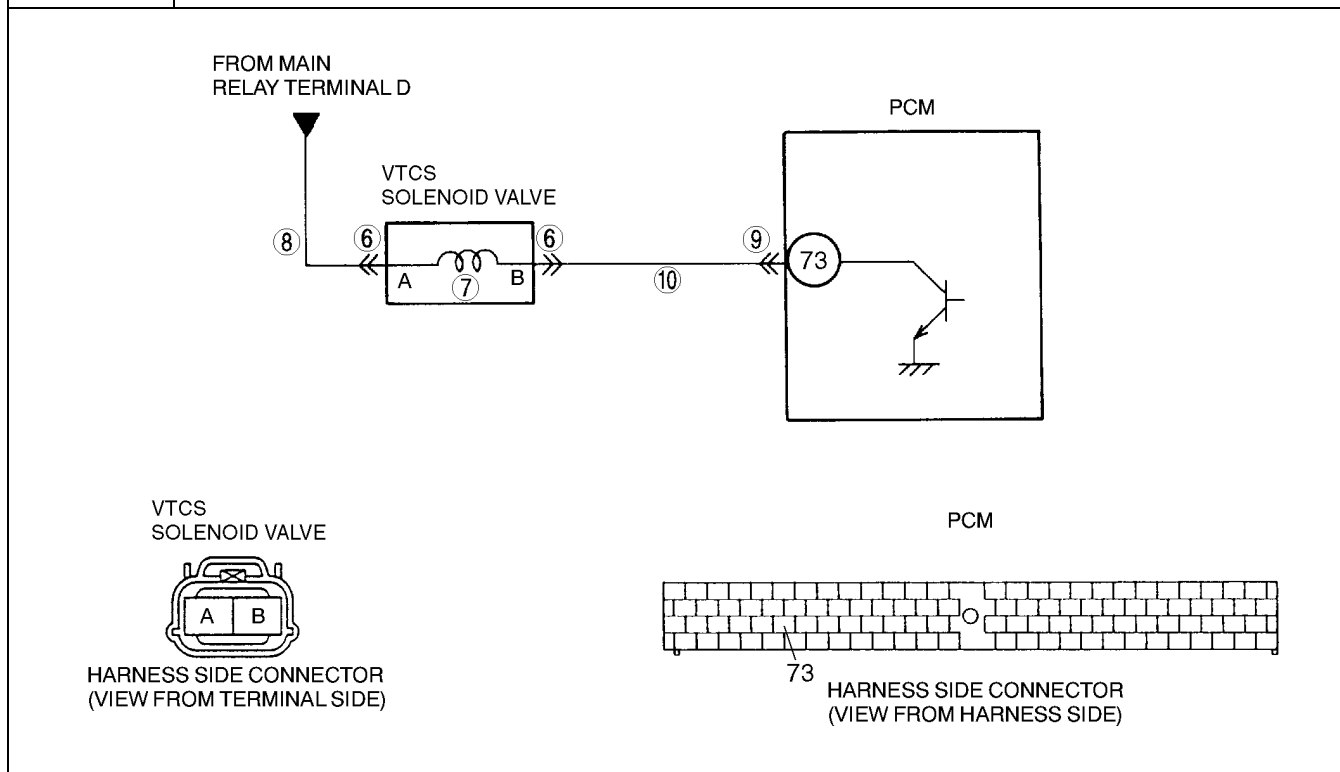 FROM MAIN
RELAY TERMINAL D
PCM
VTCS
SOLENOID VALVE
⑧
⑥
⑥
⑨
73
A
⑦
B
⑩
VTCS
SOLENOID VALVE
PCM
A
B
73
HARNESS SIDE CONNECTOR
(VIEW FROM TERMINAL SIDE)
HARNESS SIDE CONNECTOR
(VIEW FROM HARNESS SIDE)